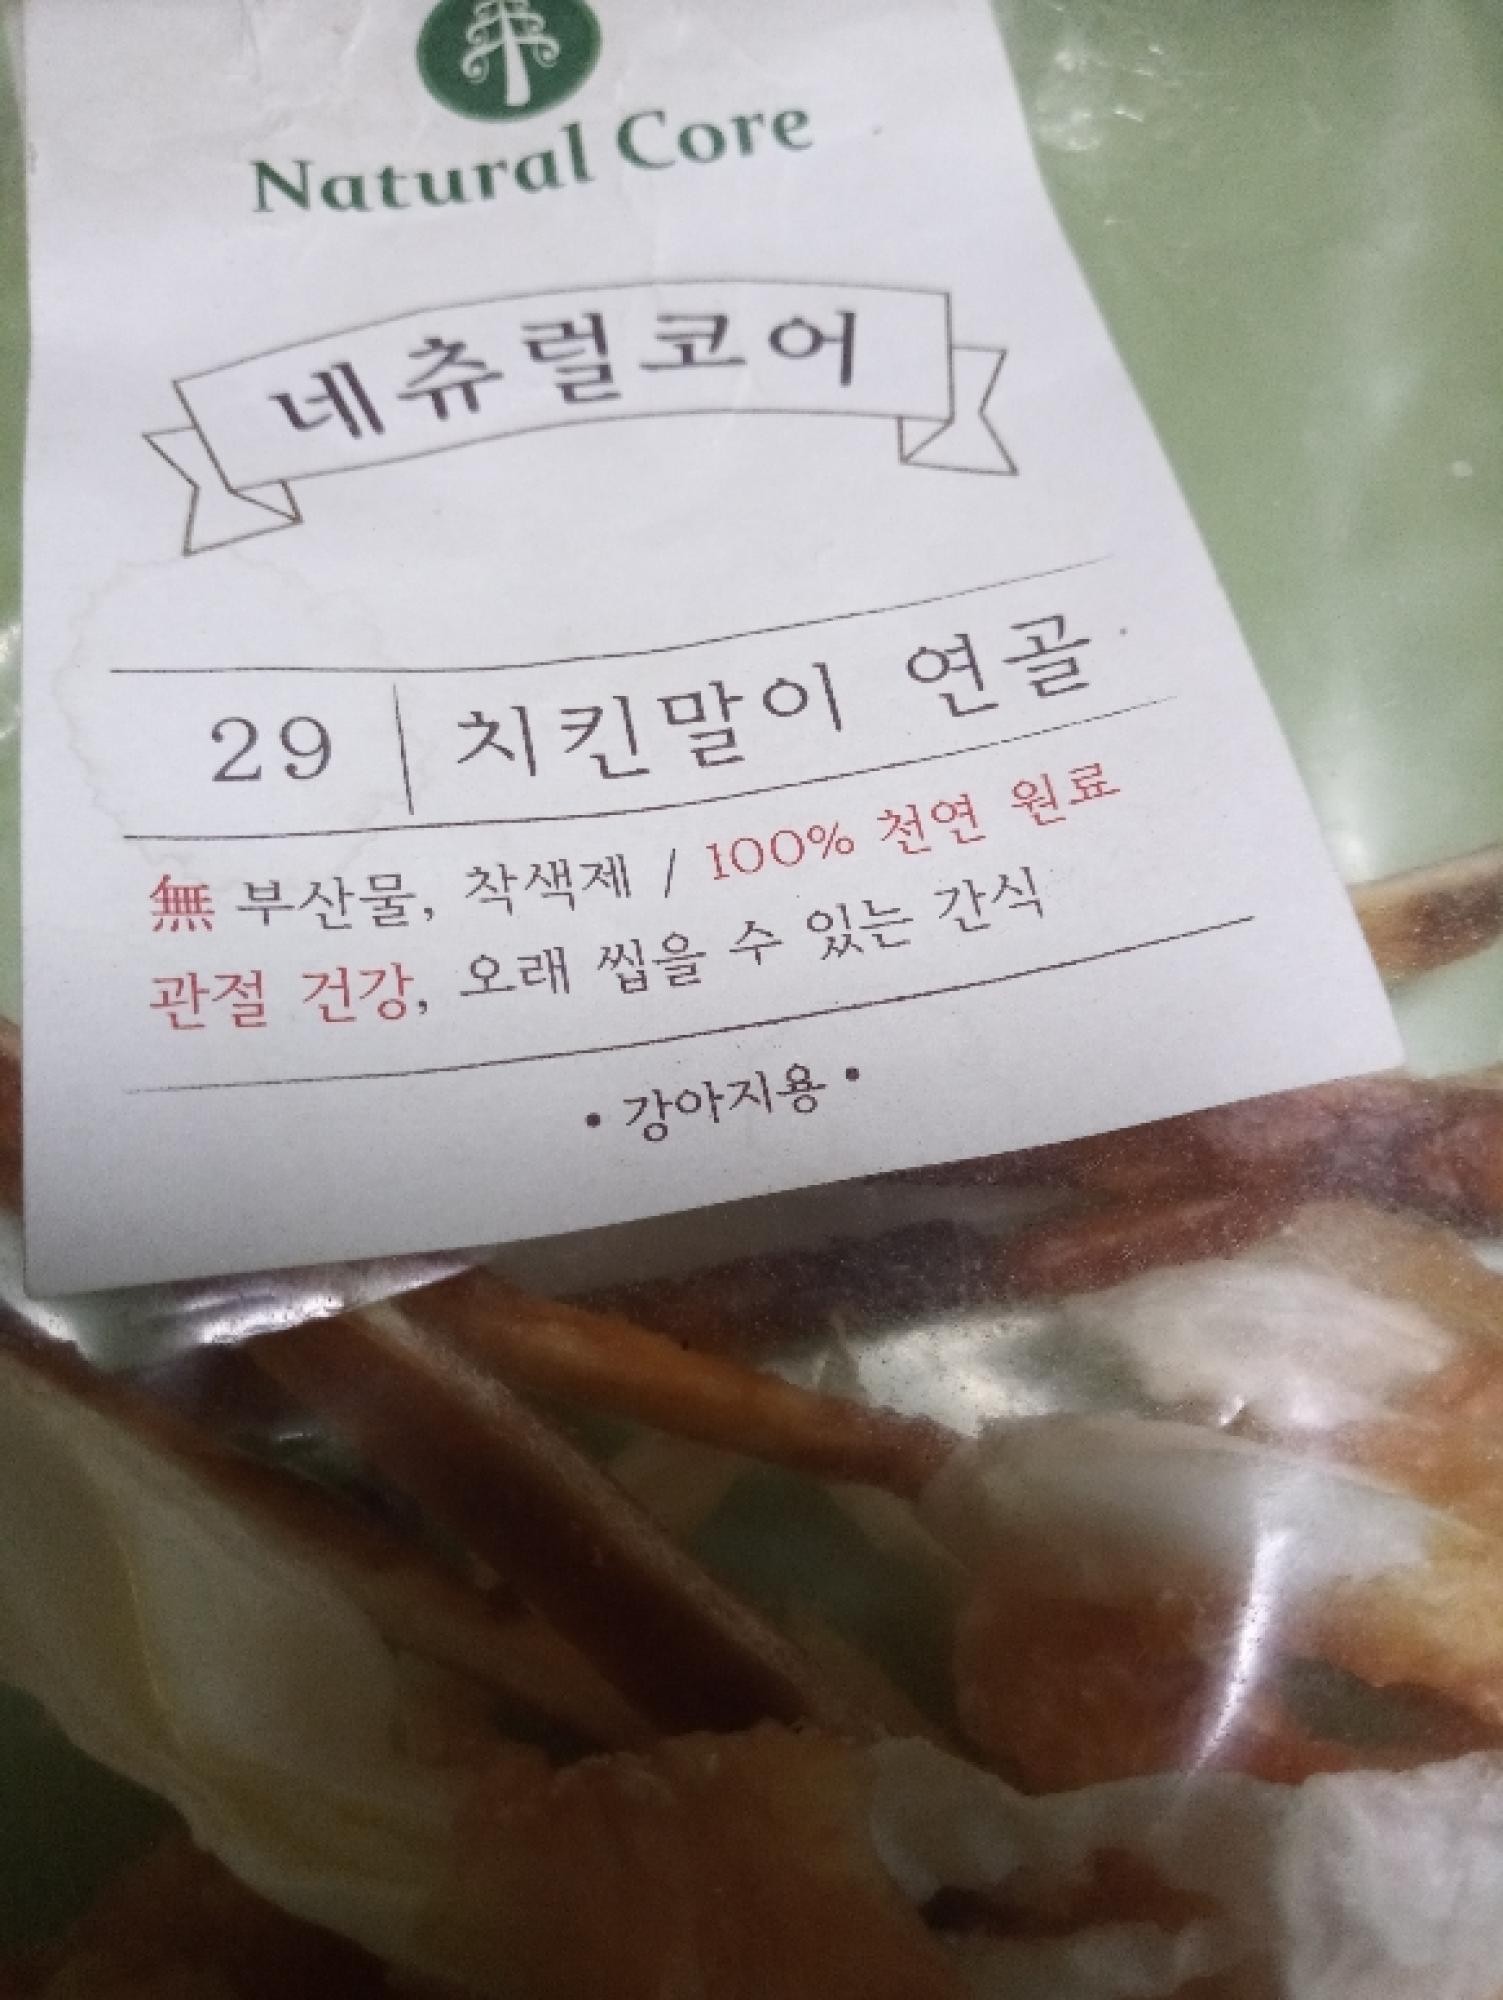 Natural Core
네츄럴코어
29 | 치킨말이 연골
無 부산물, 착색제 / 100% 천연 원료
관절 건강, 오래 씹을 수 있는 간식
• 강아지용 •